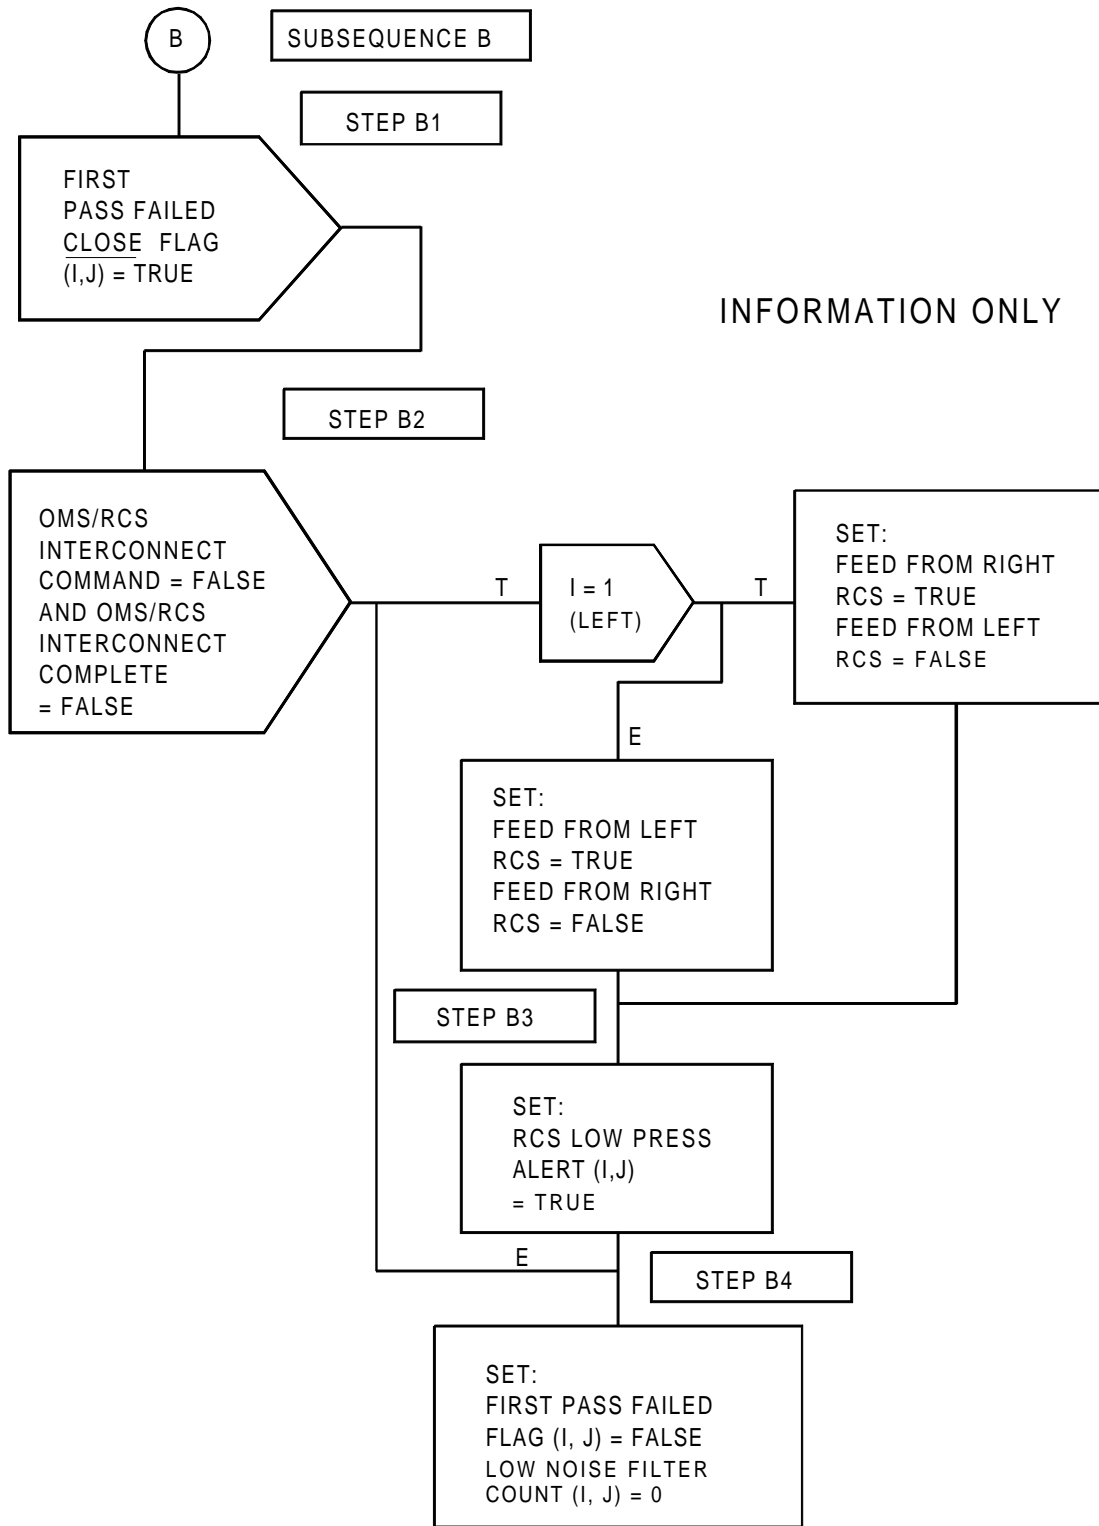 B
SUBSEQUENCE B
STEP B1
FIRST
PASS FAILED
CLOSE FLAG
(I,J) = TRUE
INFORMATION ONLY
STEP B2
OMS/RCS
INTERCONNECT
COMMAND = FALSE
AND OMS/RCS
INTERCONNECT
COMPLETE
= FALSE
T
I = 1
(LEFT)
T
SET:
FEED FROM RIGHT
RCS = TRUE
FEED FROM LEFT
RCS = FALSE
E
SET:
FEED FROM LEFT
RCS = TRUE
FEED FROM RIGHT
RCS = FALSE
STEP B3
SET:
RCS LOW PRESS
ALERT (I,J)
= TRUE
E
STEP B4
SET:
FIRST PASS FAILED
FLAG (I, J) = FALSE
LOW NOISE FILTER
COUNT (I, J) = 0